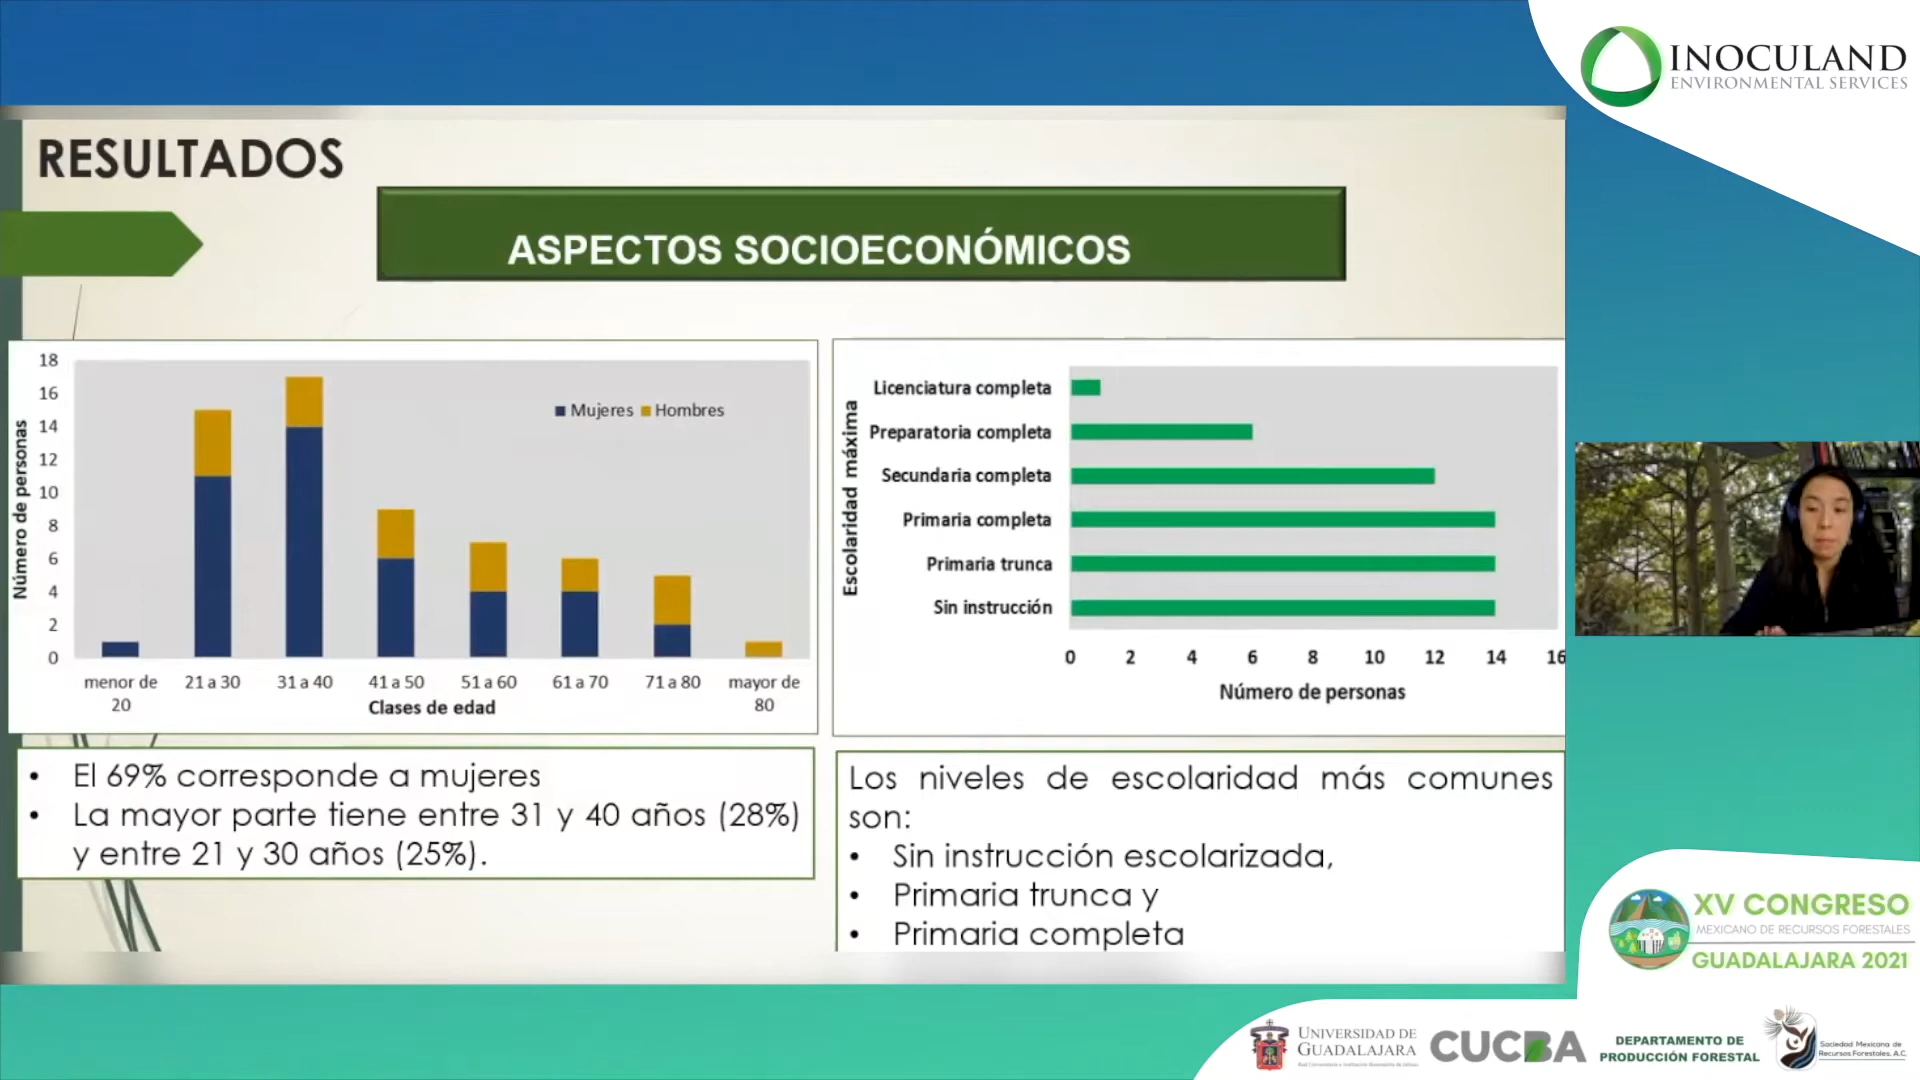 INOCULAND
ENVIRONMENTAL SERVICES
RESULTADOS
ASPECTOS SOCIOECONÓMICOS
18
16
14
12
10
8
6
4
2
0
Número de personas
Mujeres Hombres
menor de 20
21 a 30
31 a 40
41 a 50
51 a 60
61 a 70
71 a 80
mayor de 80
Clases de edad
Escolaridad máxima
Licenciatura completa
Preparatoria completa
Secundaria completa
Primaria completa
Primaria trunca
Sin instrucción
0 2 4 6 8 10 12 14 16
Número de personas
• El 69% corresponde a mujeres
• La mayor parte tiene entre 31 y 40 años (28%)
y entre 21 y 30 años (25%).
Los niveles de escolaridad más comunes
son:
• Sin instrucción escolarizada,
• Primaria trunca y
• Primaria completa
XV CONGRESO
MEXICANO DE RECURSOS FORESTALES
GUADALAJARA 2021
UNIVERSIDAD DE
GUADALAJARA
CUCBA
DEPARTAMENTO DE
PRODUCCIÓN FORESTAL
Sociedad Mexicana de
Recursos Forestales, A.C.